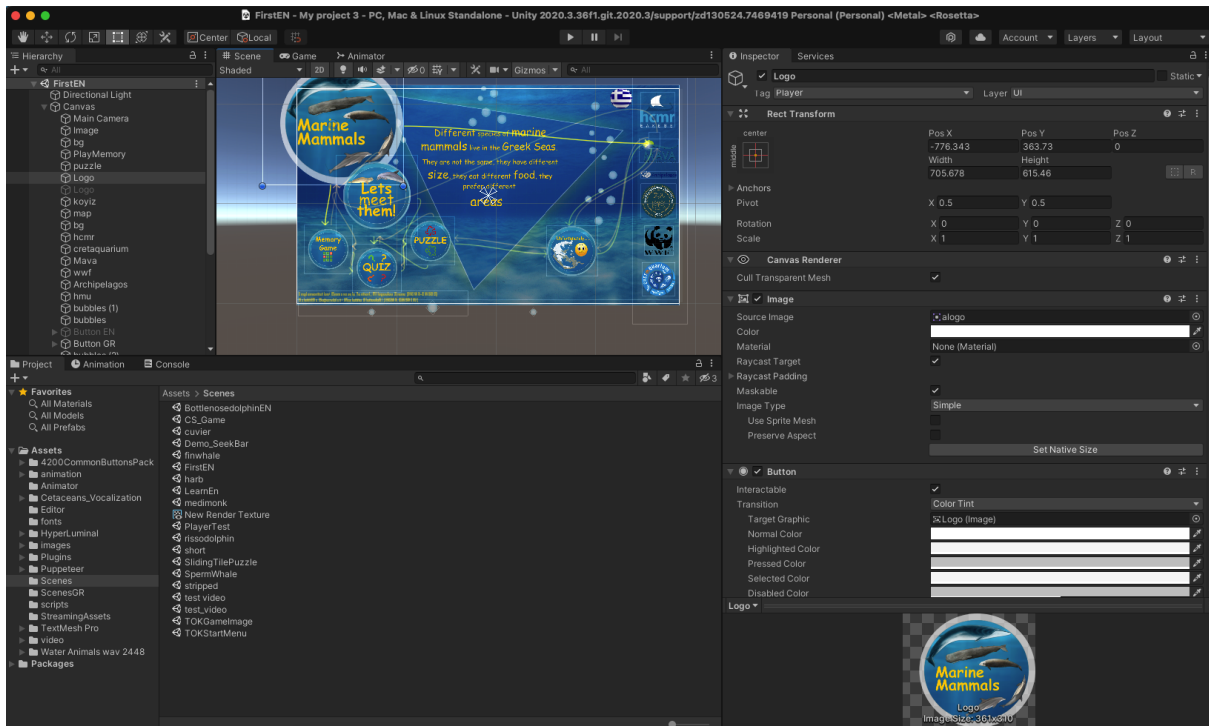 FirstEN - My project 3 - PC, Mac & Linux Standalone - Unity 2020.3.36f1.git.2020.3/support/zd130524.7469419 Personal (Personal) <Metal> <Rosetta>
Center Local
Account Layers Layout
Hierarchy
All
FirstEN
Directional Light
Canvas
Main Camera
Image
bg
PlayMemory
puzzle
Logo
Logo
koyiz
map
bg
hcmr
cretaquarium
Mava
wwf
Archipelagos
hmu
bubbles (1)
bubbles
Button EN
Button GR
bubbles (2)
Scene Game Animator
Shaded 2D 0 Gizmos All
Marine
Mammals
Different species of marine
mammals live in the Greek Seas.
They are not the same, they have different
size, they eat different food, they
prefer different
areas
Lets
meet
them!
Memory
Game
QUIZ
PUZZLE
hcmr
WWF
Project Animation Console
3
Favorites
All Materials
All Models
All Prefabs
Assets
4200CommonButtonsPack
animation
Animator
Cetaceans_Vocalization
Editor
fonts
HyperLuminal
images
Plugins
Puppeteer
Scenes
ScenesGR
scripts
StreamingAssets
TextMesh Pro
video
Water Animals wav 2448
Packages
Assets > Scenes
BottlenosedolphinEN
CS_Game
cuvier
Demo_SeekBar
finwhale
FirstEN
harb
LearnEn
medimonk
New Render Texture
PlayerTest
rissodolphin
short
SlidingTilePuzzle
SpermWhale
stripped
test video
test_video
TOKGameImage
TOKStartMenu
Inspector Services
Logo Static
Tag Player Layer UI
Rect Transform
center
middle
Pos X Pos Y Pos Z
-776.343 363.73 0
Width Height
705.678 615.46
R
Anchors
Pivot X 0.5 Y 0.5
Rotation X 0 Y 0 Z 0
Scale X 1 Y 1 Z 1
Canvas Renderer
Cull Transparent Mesh
Image
Source Image alogo
Color
Material None (Material)
Raycast Target
Raycast Padding
Maskable
Image Type Simple
Use Sprite Mesh
Preserve Aspect
Set Native Size
Button
Interactable
Transition Color Tint
Target Graphic Logo (Image)
Normal Color
Highlighted Color
Pressed Color
Selected Color
Disabled Color
Logo
Marine
Mammals
Logo
Image Size: 361x310